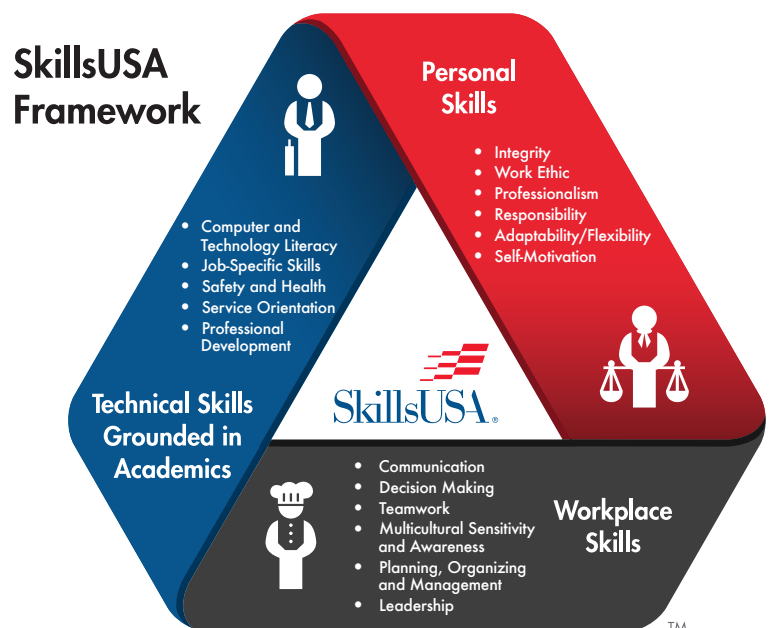 SkillsUSA
Framework
Personal
Skills
• Integrity
• Work Ethic
• Professionalism
• Responsibility
• Adaptability/Flexibility
• Self-Motivation
• Computer and
Technology Literacy
• Job-Specific Skills
• Safety and Health
• Service Orientation
• Professional
Development
Technical Skills
Grounded in
Academics
SkillsUSA®
• Communication
• Decision Making
• Teamwork
• Multicultural Sensitivity
and Awareness
• Planning, Organizing
and Management
• Leadership
Workplace
Skills
TM